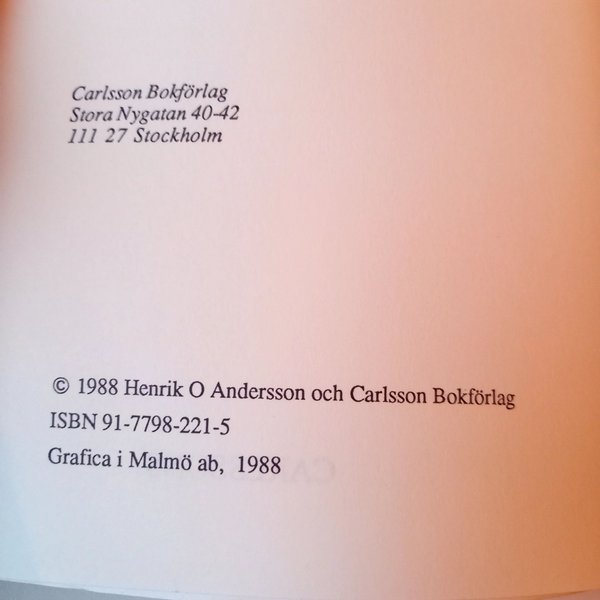 Carlsson Bokförlag
Stora Nygatan 40-42
111 27 Stockholm
© 1988 Henrik O Andersson och Carlsson Bokförlag
ISBN 91-7798-221-5
Grafica i Malmö ab, 1988